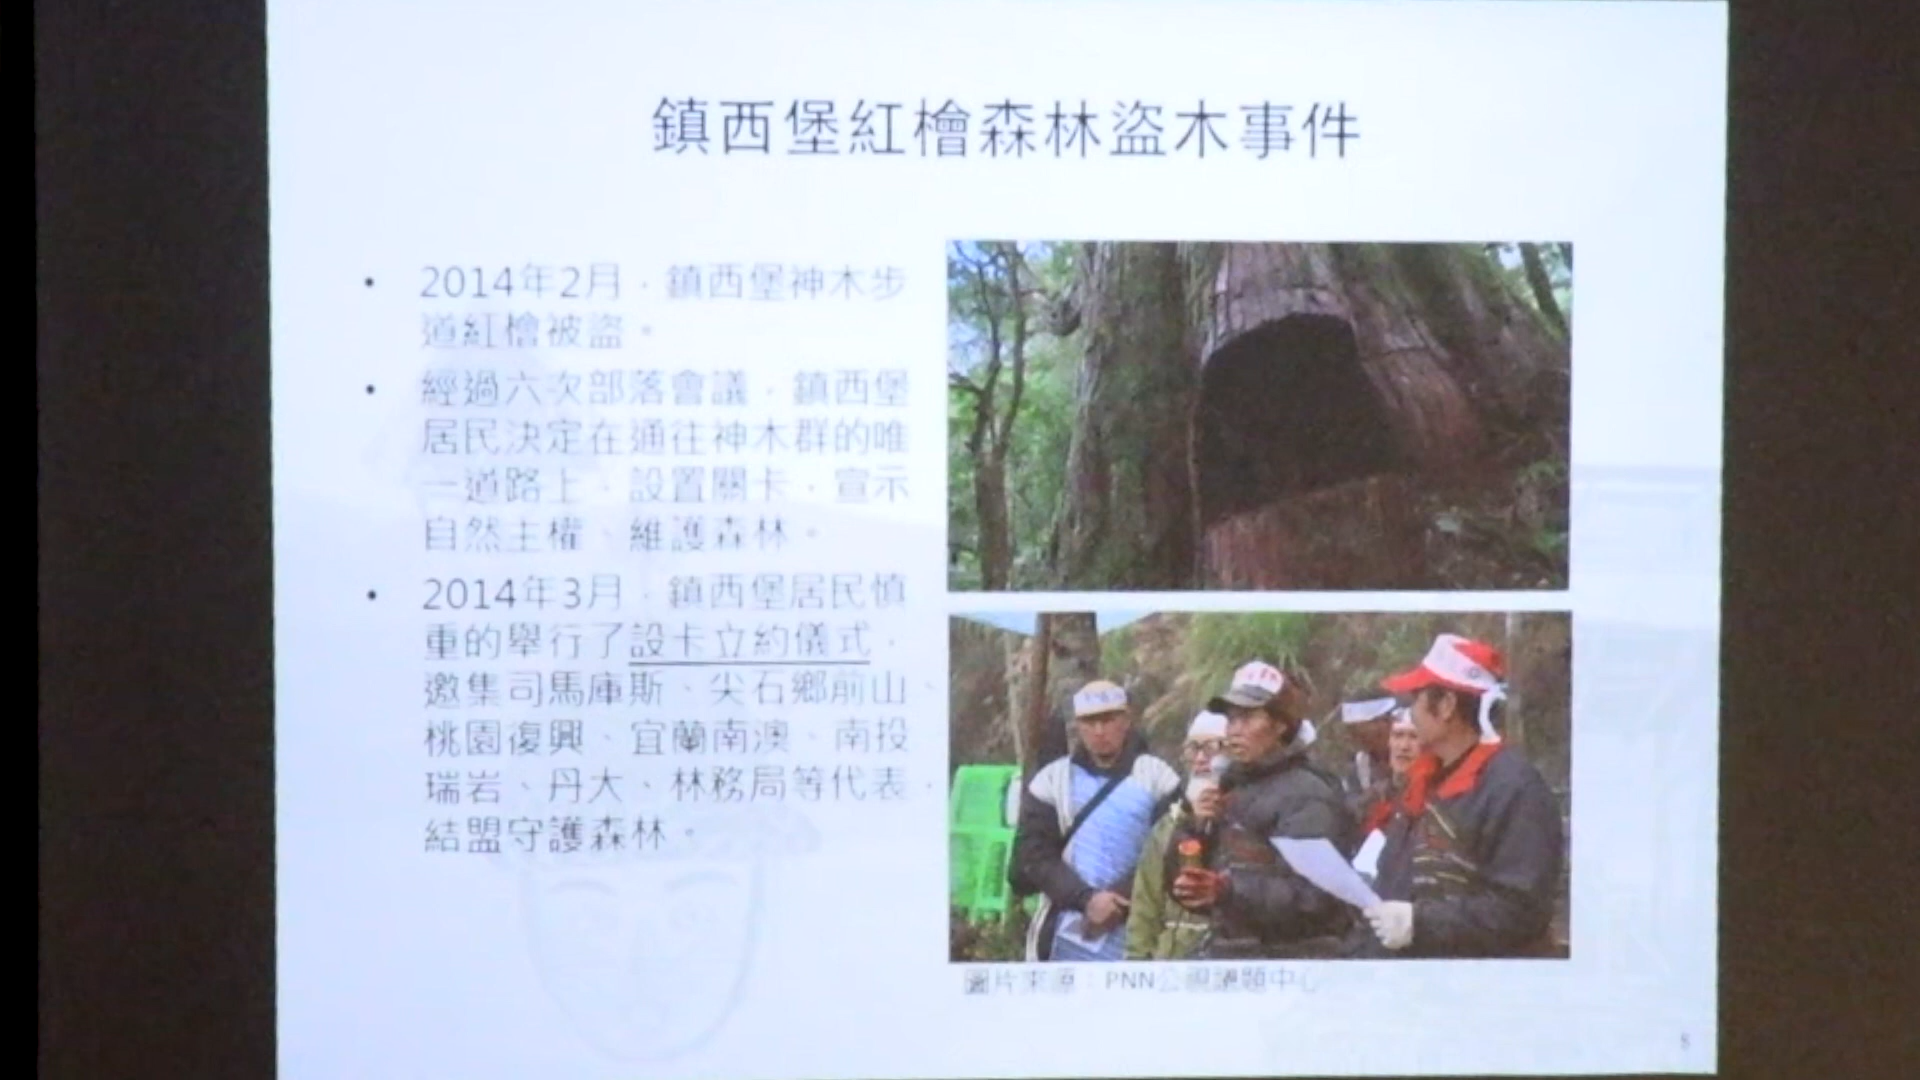 鎮西堡紅檜森林盜木事件
• 2014年2月，鎮西堡神木步
道紅檜被盜。
• 經過六次部落會議，鎮西堡
居民決定在通往神木群的唯
一道路上，設置關卡，宣示
自然主權、維護森林。
• 2014年3月，鎮西堡居民慎
重的舉行了設卡立約儀式，
邀集司馬庫斯、尖石鄉前山、
桃園復興、宜蘭南澳、南投
瑞岩、丹大、林務局等代表，
結盟守護森林。
圖片來源：PNN公視議題中心
8